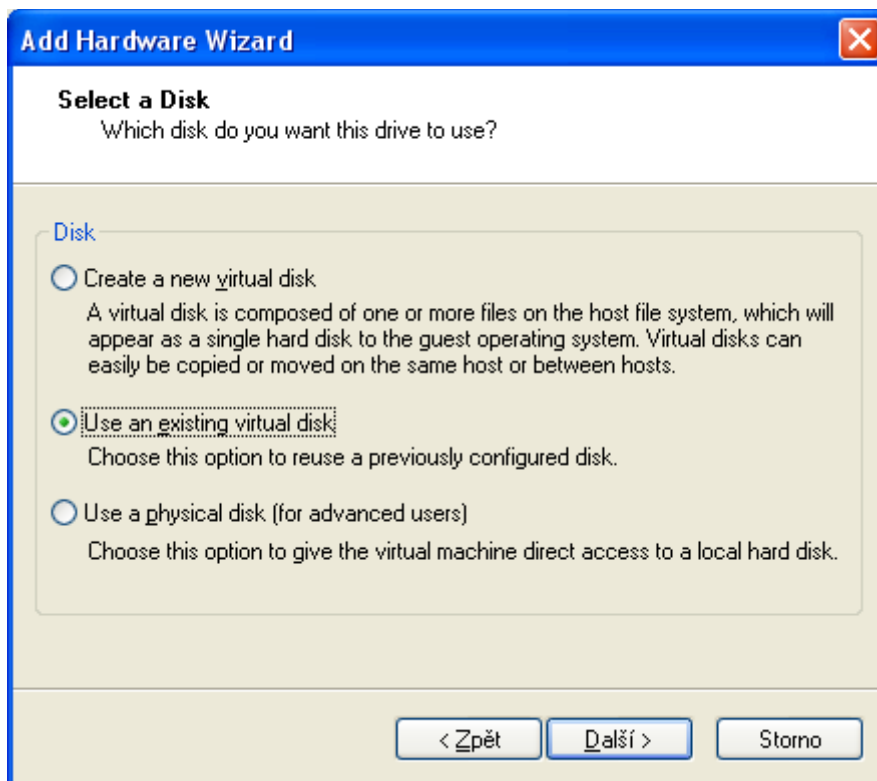 Add Hardware Wizard
Select a Disk
Which disk do you want this drive to use?
Disk
Create a new virtual disk
A virtual disk is composed of one or more files on the host file system, which will
appear as a single hard disk to the guest operating system. Virtual disks can
easily be copied or moved on the same host or between hosts.
Use an existing virtual disk
Choose this option to reuse a previously configured disk.
Use a physical disk (for advanced users)
Choose this option to give the virtual machine direct access to a local hard disk.
< Zpět
Další >
Storno